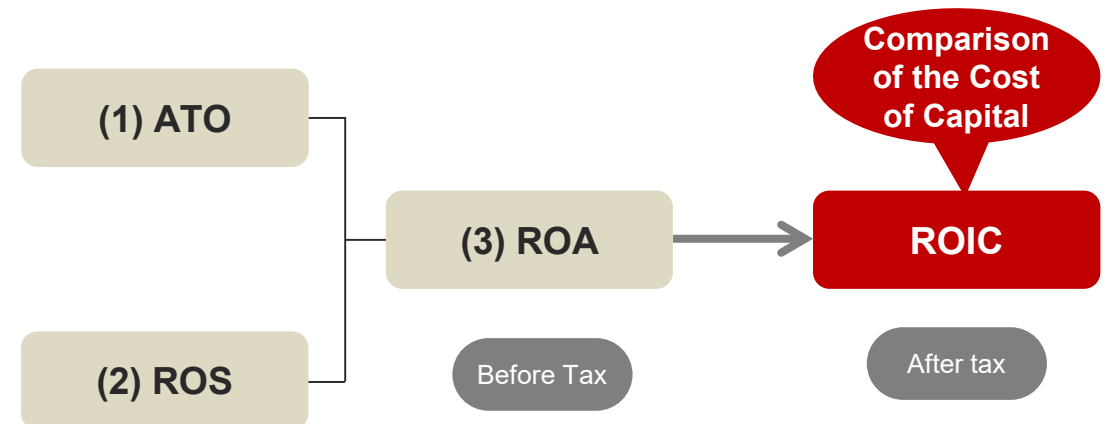 Comparison
of the Cost
of Capital
(1) ATO
(3) ROA
ROIC
(2) ROS
Before Tax
After tax